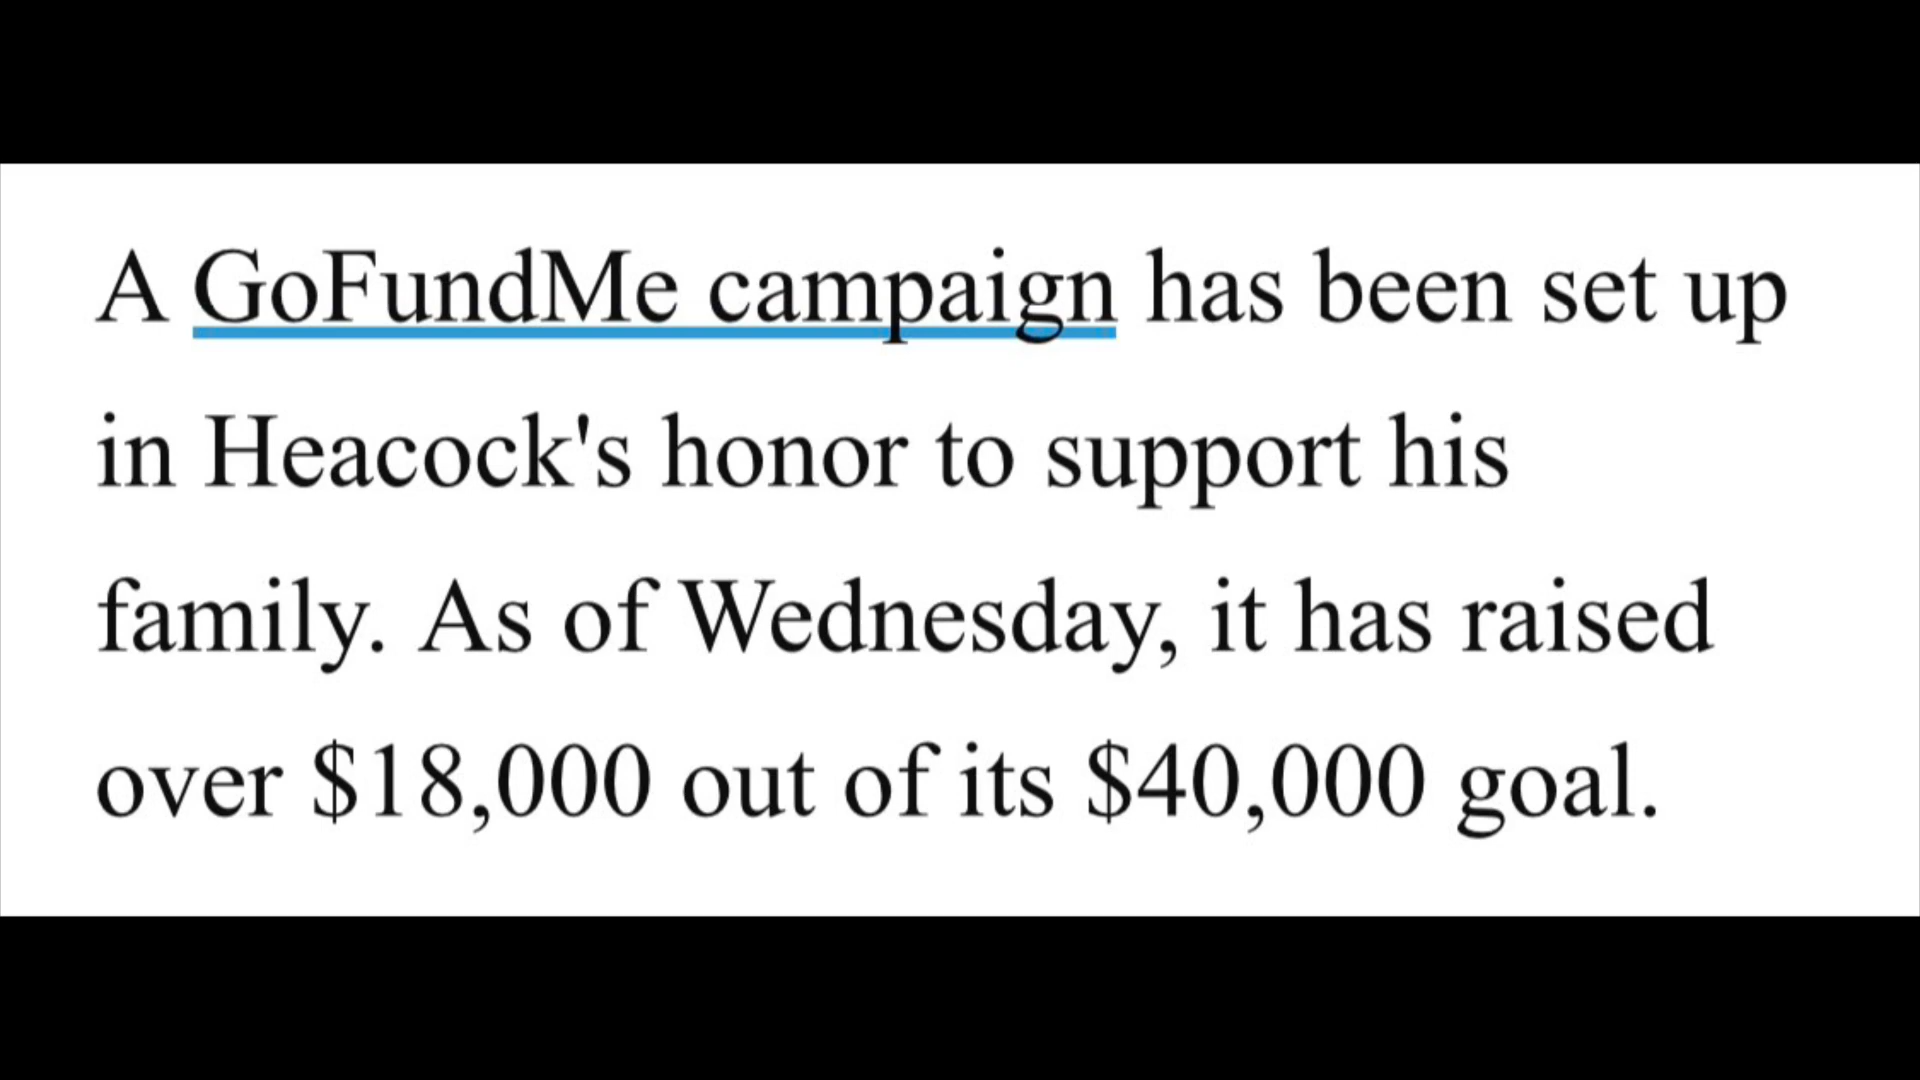 A GoFundMe campaign has been set up
in Heacock's honor to support his
family. As of Wednesday, it has raised
over $18,000 out of its $40,000 goal.